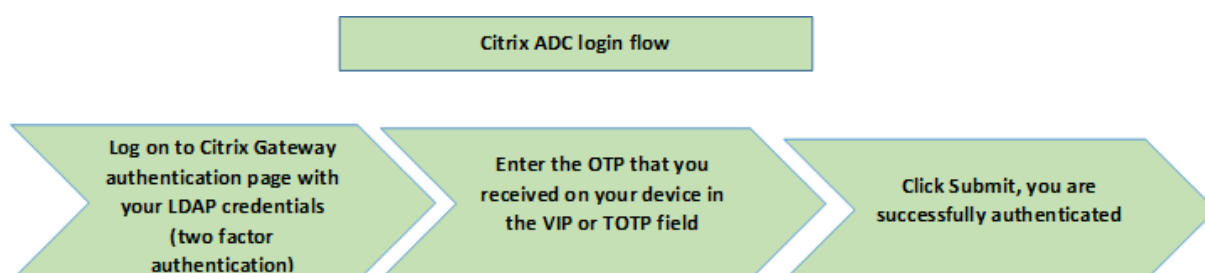 Citrix ADC login flow
Log on to Citrix Gateway
authentication page with
your LDAP credentials
(two factor
authentication)
Enter the OTP that you
received on your device in
the VIP or TOTP field
Click Submit, you are
successfully authenticated